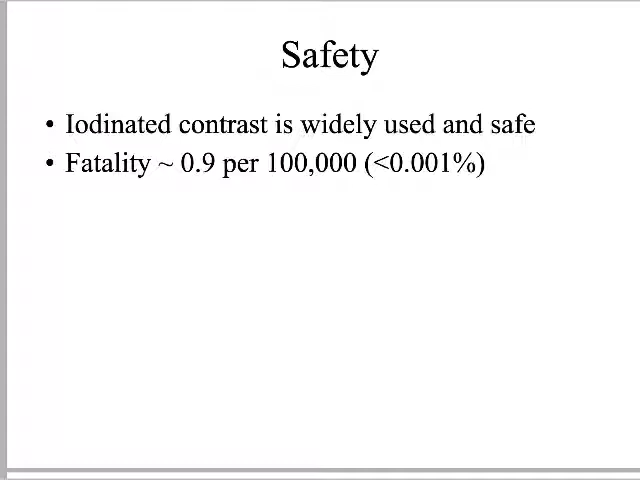 Safety
• Iodinated contrast is widely used and safe
• Fatality ~ 0.9 per 100,000 (<0.001%)